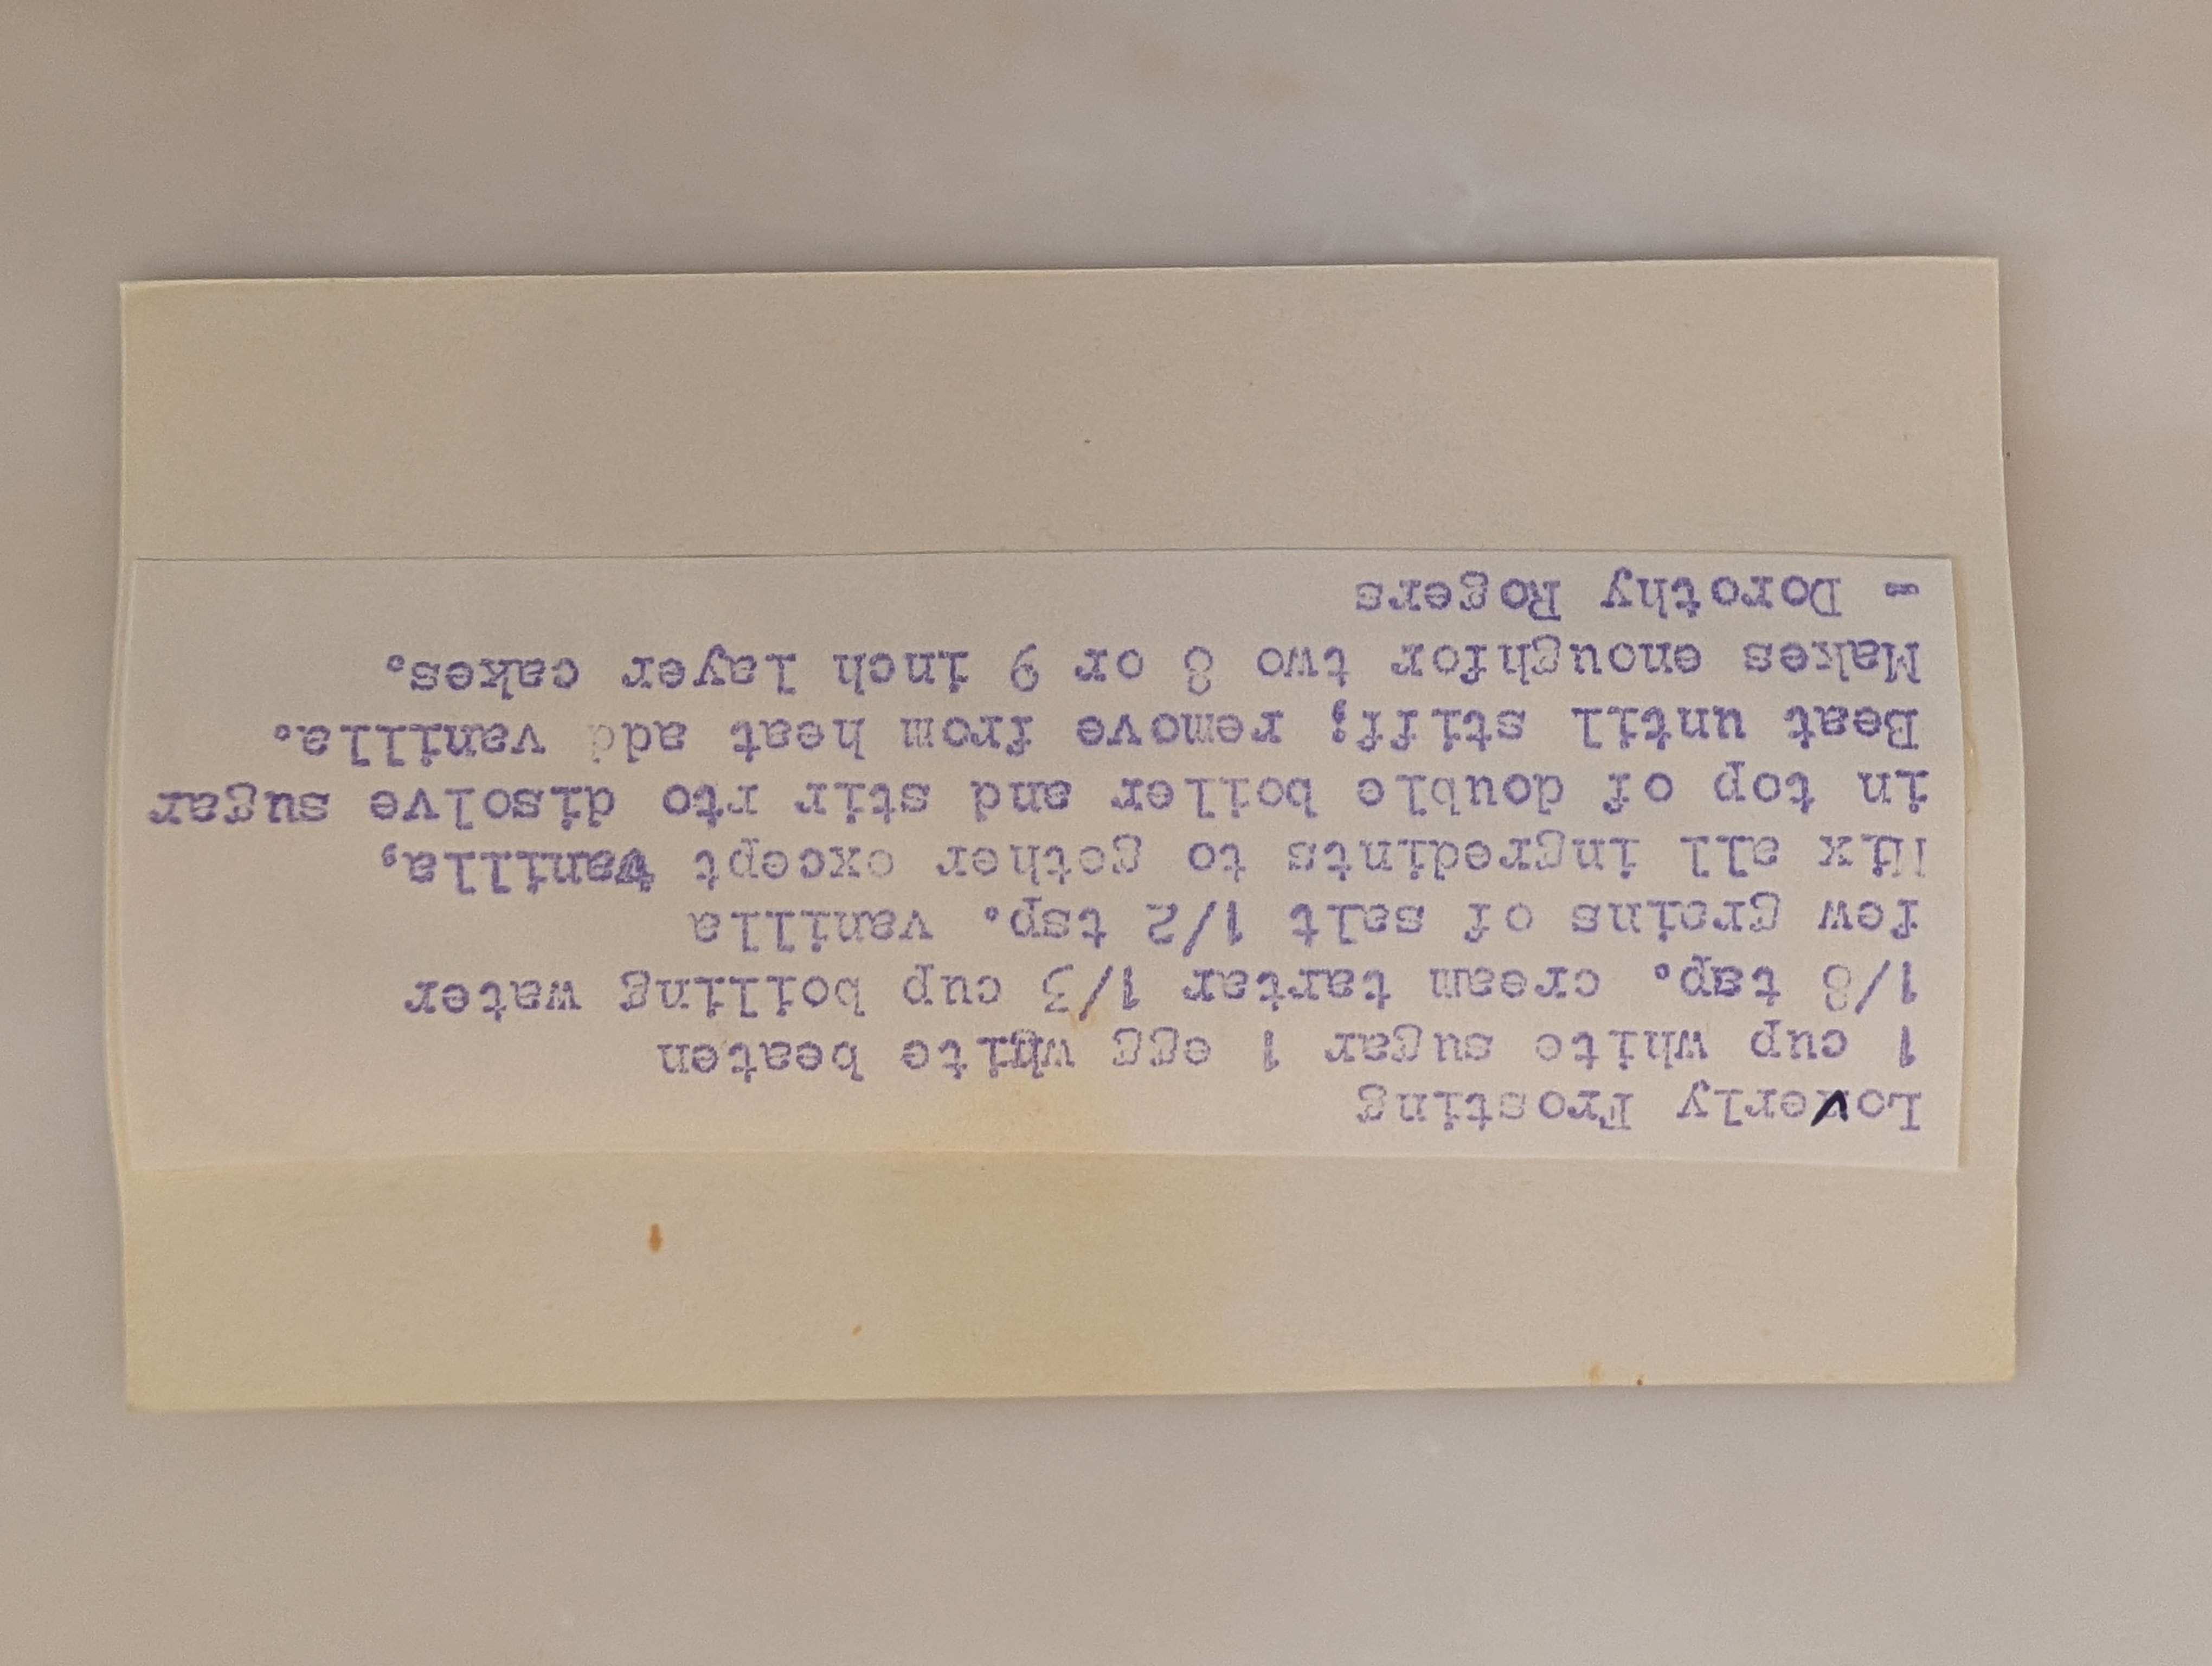 Loverly Frosting
1 cup white sugar 1 egg white beaten
1/8 tsp. cream tartar 1/3 cup boiling water
few grains of salt 1/2 tsp. vanilla
Mix all ingredints to gether except vanilla,
in top of double boiler and stir rto disolve sugar
Beat until stiff; remove from heat add vanilla.
Makes enoughfor two 8 or 9 inch layer cakes.
- Dorothy Rogers